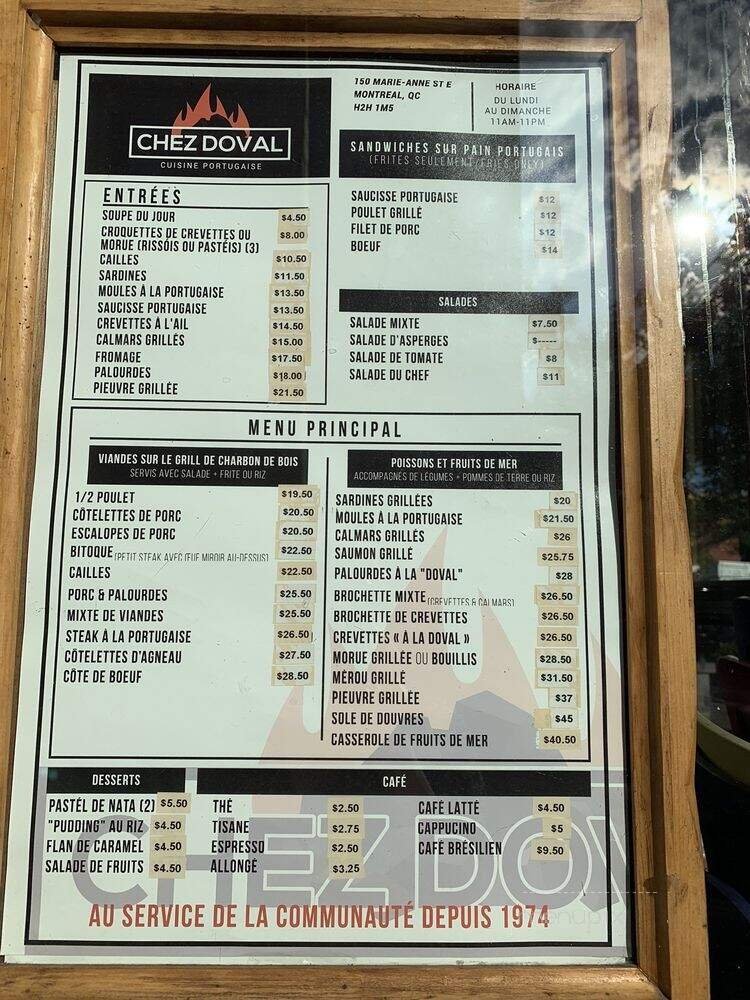 CHEZ DOVAL
CUISINE PORTUGAISE
150 MARIE-ANNE ST E
MONTREAL, QC
H2H 1M5
HORAIRE
DU LUNDI
AU DIMANCHE
11AM-11PM
ENTRÉES
SOUPE DU JOUR $4.50
CROQUETTES DE CREVETTES OU $8.00
MORUE (RISSÓIS OU PASTÉIS) (3)
CAILLES $10.50
SARDINES $11.50
MOULES À LA PORTUGAISE $13.50
SAUCISSE PORTUGAISE $13.50
CREVETTES À L'AIL $14.50
CALMARS GRILLÉS $15.00
FROMAGE $17.50
PALOURDES $18.00
PIEUVRE GRILLÉE $21.50
SANDWICHES SUR PAIN PORTUGAIS
(FRITES SEULEMENT/FRIES ONLY)
SAUCISSE PORTUGAISE $12
POULET GRILLÉ $12
FILET DE PORC $12
BOEUF $14
SALADES
SALADE MIXTE $7.50
SALADE D'ASPERGES $-----
SALADE DE TOMATE $8
SALADE DU CHEF $11
MENU PRINCIPAL
VIANDES SUR LE GRILL DE CHARBON DE BOIS
SERVIS AVEC SALADE + FRITE OU RIZ
1/2 POULET $19.50
CÔTELETTES DE PORC $20.50
ESCALOPES DE PORC $20.50
BITOQUE (PETIT STEAK AVEC ŒUF MIROIR AU-DESSUS) $22.50
CAILLES $22.50
PORC & PALOURDES $25.50
MIXTE DE VIANDES $25.50
STEAK À LA PORTUGAISE $26.50
CÔTELETTES D'AGNEAU $27.50
CÔTE DE BOEUF $28.50
POISSONS ET FRUITS DE MER
ACCOMPAGNÉS DE LÉGUMES + POMMES DE TERRE OU RIZ
SARDINES GRILLÉES $20
MOULES À LA PORTUGAISE $21.50
CALMARS GRILLÉS $26
SAUMON GRILLÉ $25.75
PALOURDES À LA "DOVAL" $28
BROCHETTE MIXTE (CREVETTES & CALMARS) $26.50
BROCHETTE DE CREVETTES $26.50
CREVETTES « À LA DOVAL » $26.50
MORUE GRILLÉE OU BOUILLIS $28.50
MÉROU GRILLÉ $31.50
PIEUVRE GRILLÉE $37
SOLE DE DOUVRES $45
CASSEROLE DE FRUITS DE MER $40.50
DESSERTS
PASTÉL DE NATA (2) $5.50
"PUDDING" AU RIZ $4.50
FLAN DE CARAMEL $4.50
SALADE DE FRUITS $4.50
CAFÉ
THÉ $2.50
TISANE $2.75
ESPRESSO $2.50
ALLONGÉ $3.25
CAFÉ LATTÉ $4.50
CAPPUCINO $5
CAFÉ BRÉSILIEN $9.50
CHEZ DOV
AU SERVICE DE LA COMMUNAUTÉ DEPUIS 1974